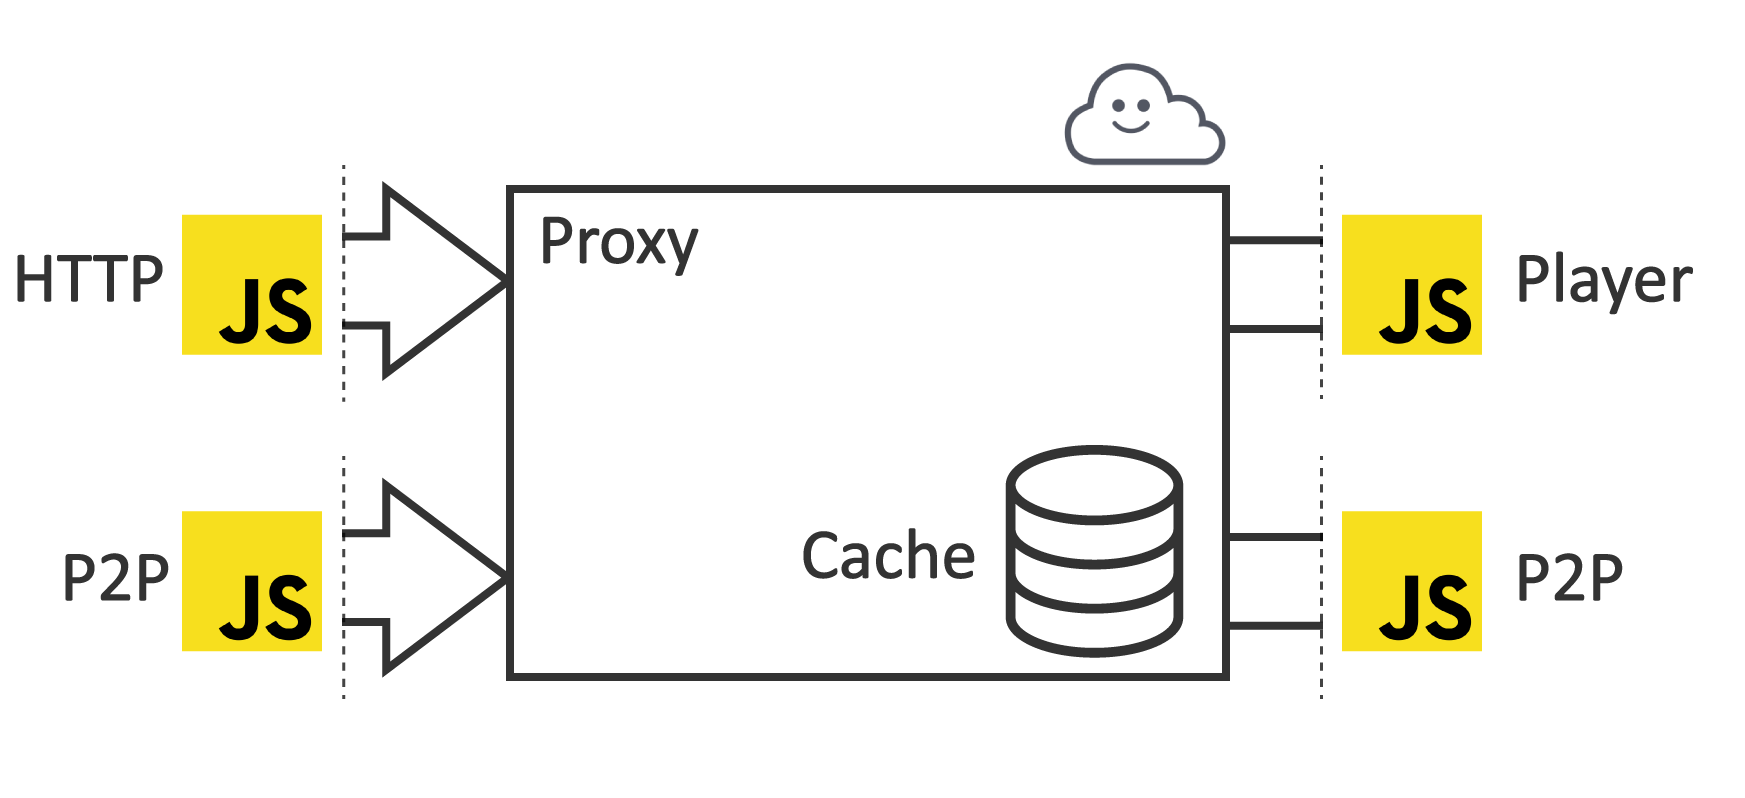 Proxy
HTTP JS
JS Player
Cache
P2P JS
JS P2P